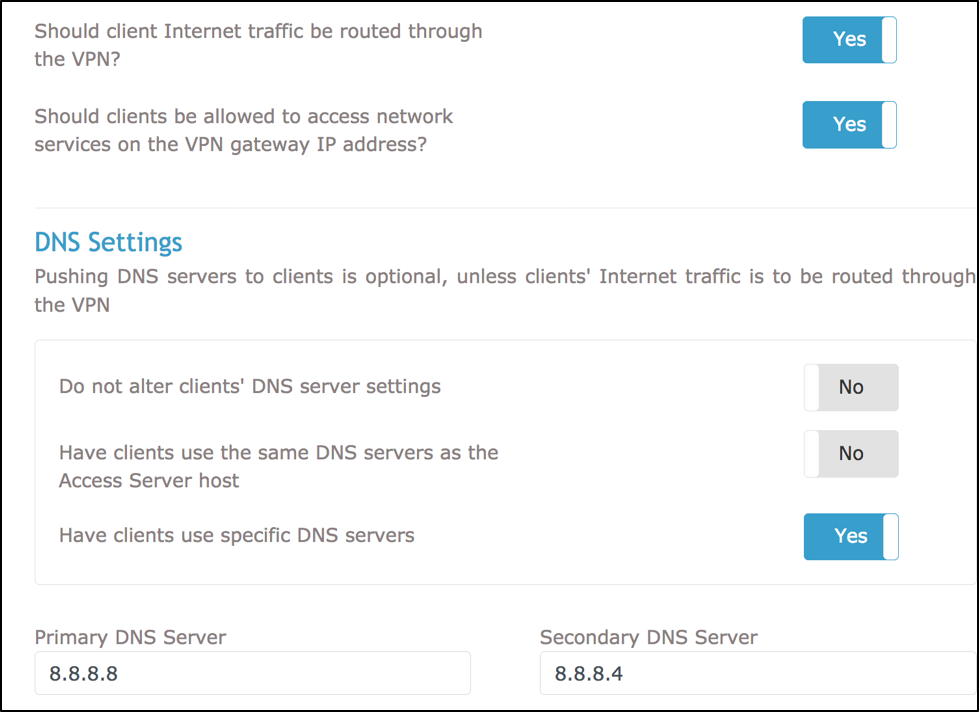 Should client Internet traffic be routed through
the VPN?
Yes
Should clients be allowed to access network
services on the VPN gateway IP address?
Yes
DNS Settings
Pushing DNS servers to clients is optional, unless clients' Internet traffic is to be routed through
the VPN
Do not alter clients' DNS server settings
No
Have clients use the same DNS servers as the
Access Server host
No
Have clients use specific DNS servers
Yes
Primary DNS Server
8.8.8.8
Secondary DNS Server
8.8.8.4